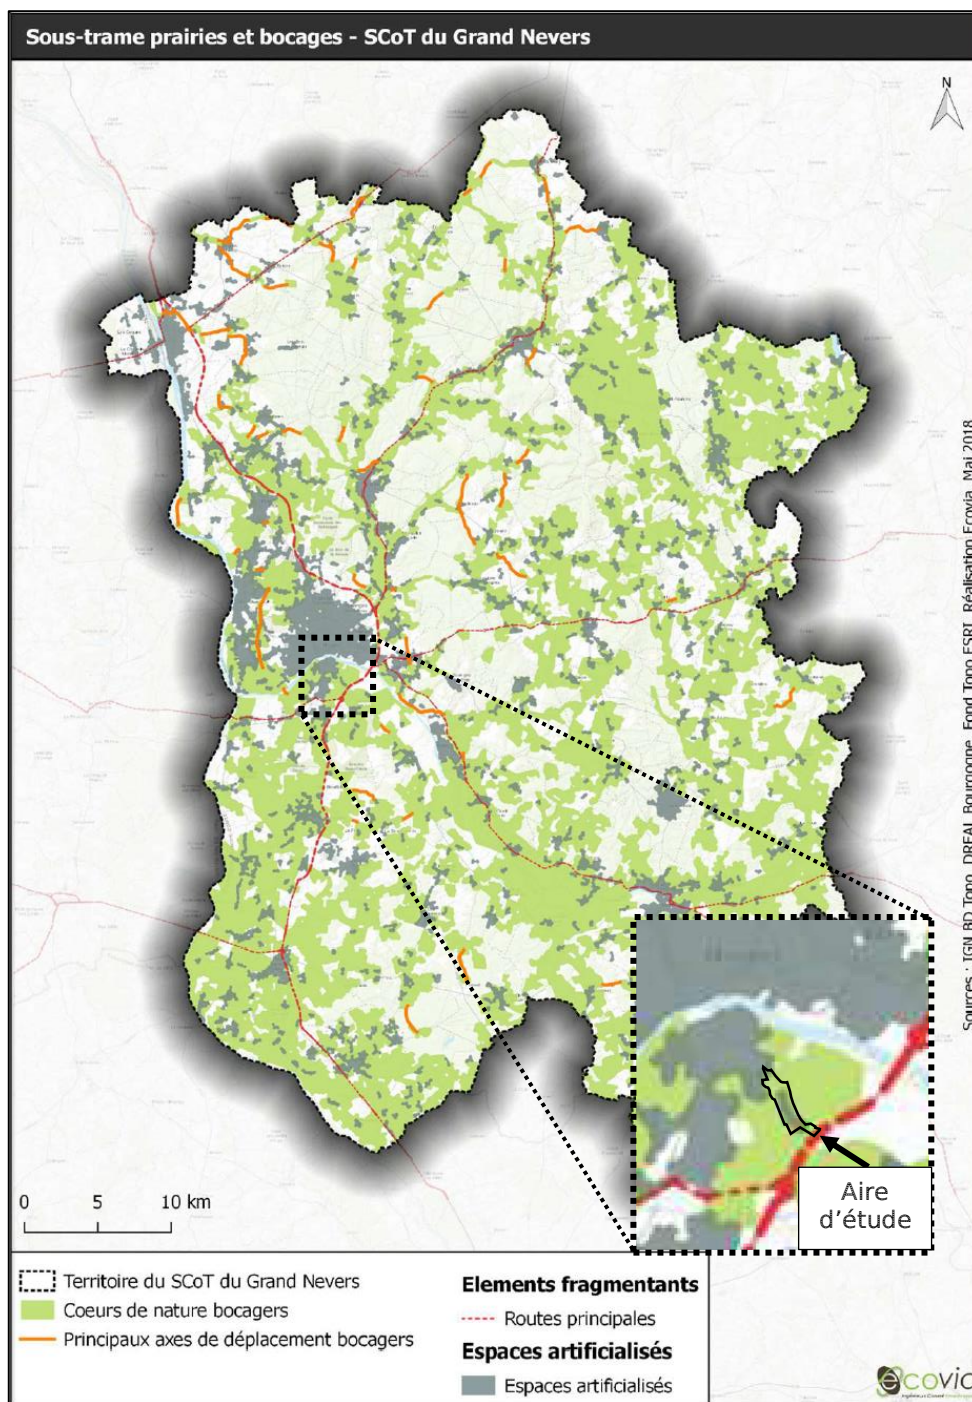 Sous-trame prairies et bocages - SCoT du Grand Nevers
N
Sources : IGN BD Topo, DREAL Bourgogne, Fond Topo ESRI, Réalisation Ecovia, Mai 2018
Aire
d'étude
0 5 10 km
Territoire du SCoT du Grand Nevers
Coeurs de nature bocagers
Principaux axes de déplacement bocagers
Elements fragmentants
Routes principales
Espaces artificialisés
Espaces artificialisés
ecovia